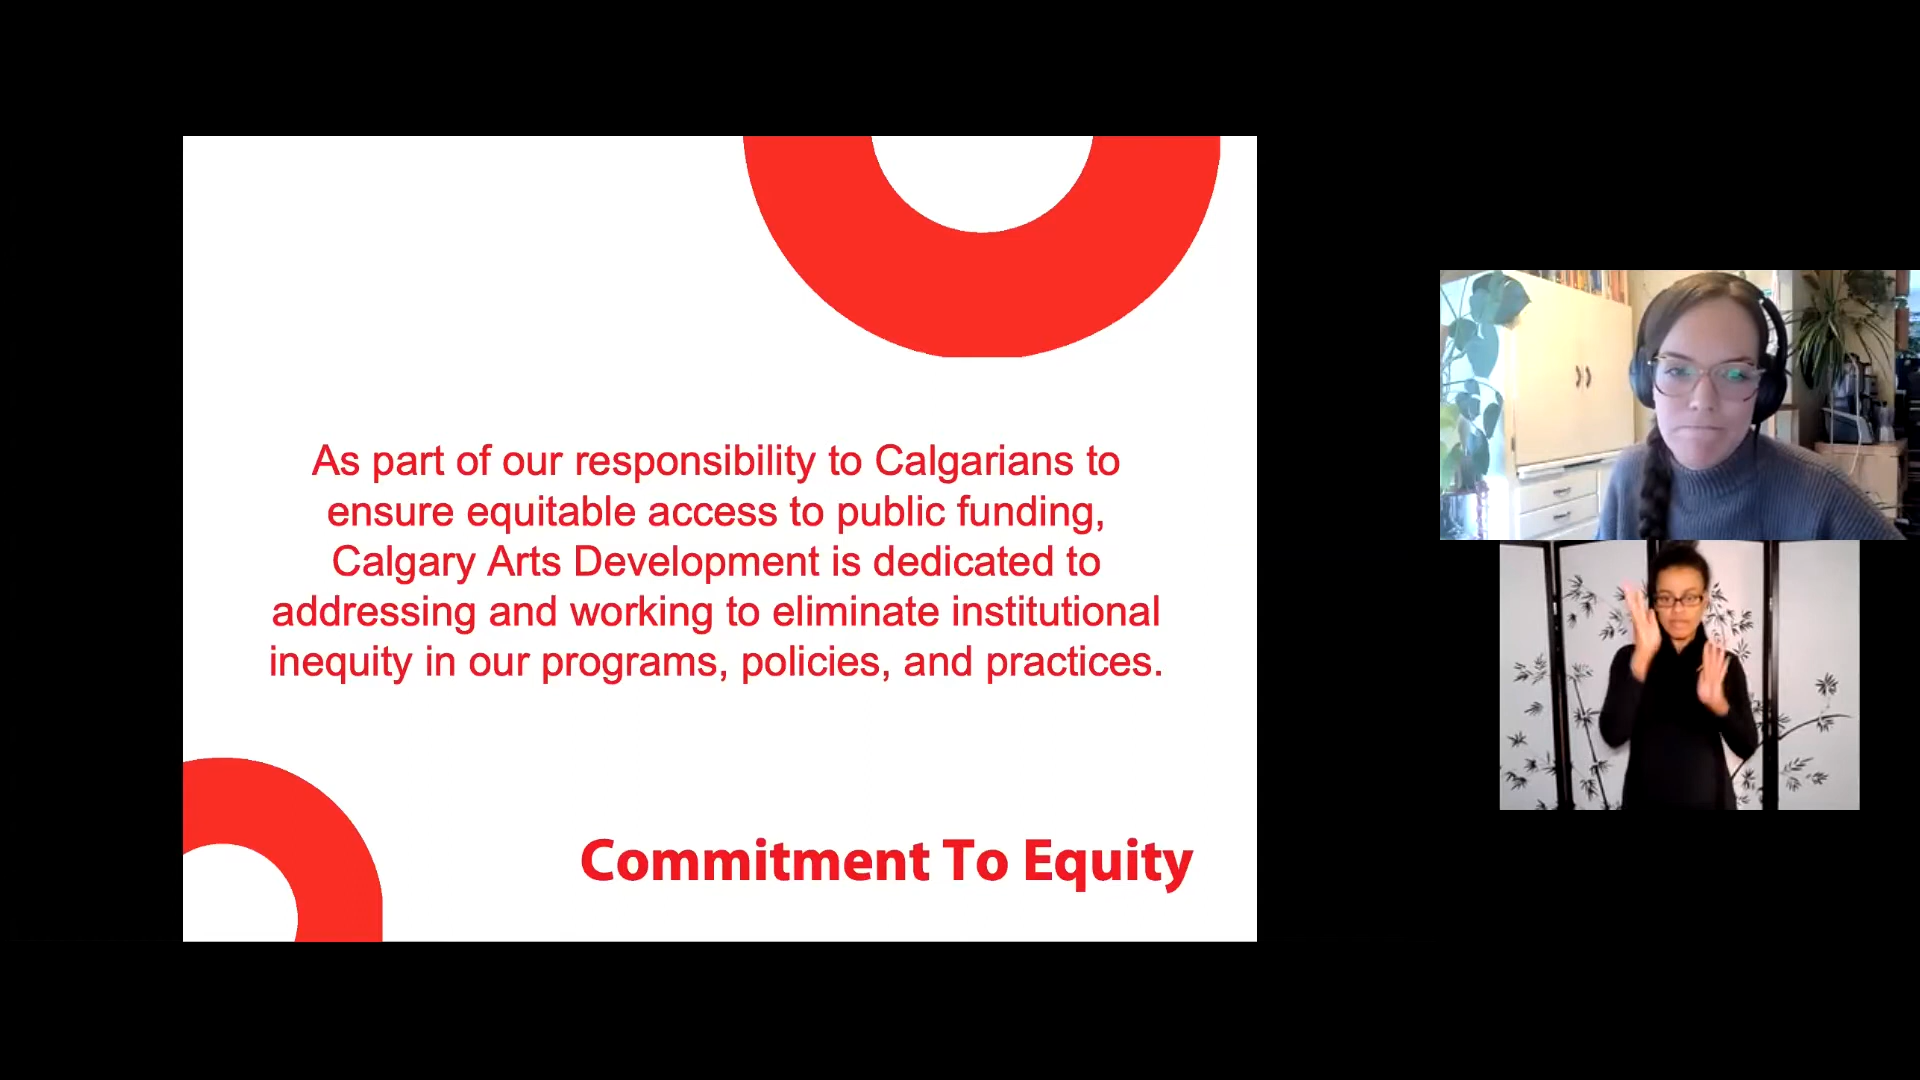 As part of our responsibility to Calgarians to
ensure equitable access to public funding,
Calgary Arts Development is dedicated to
addressing and working to eliminate institutional
inequity in our programs, policies, and practices.
Commitment To Equity